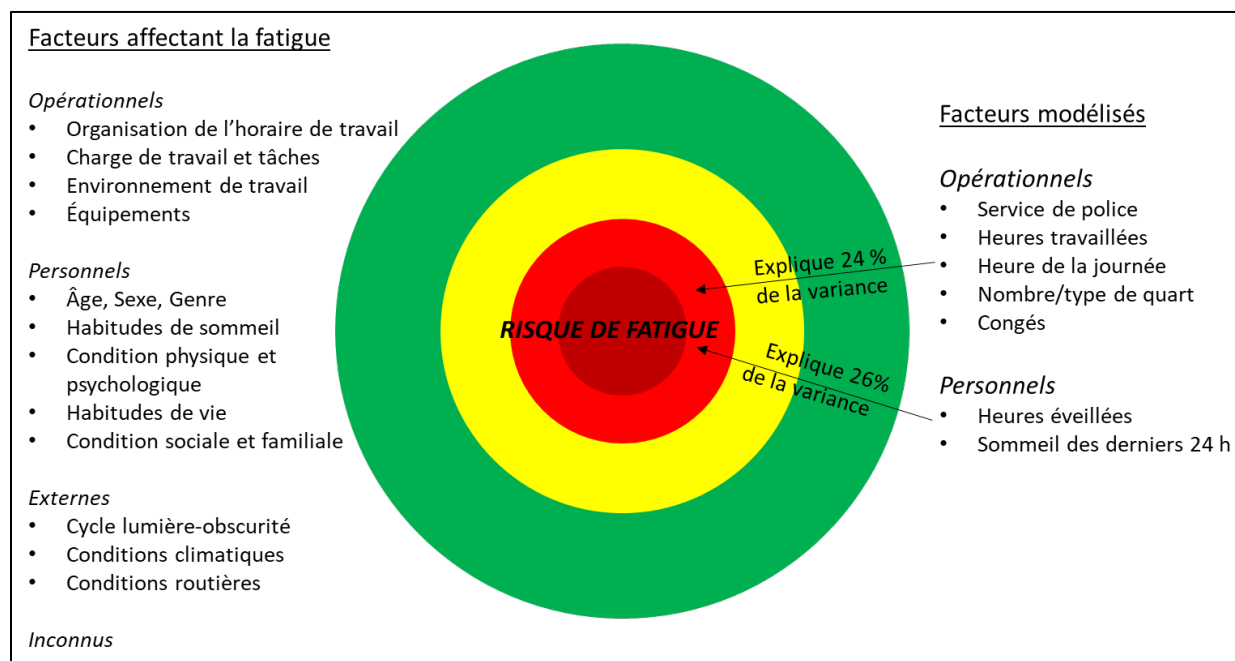 Facteurs affectant la fatigue
Opérationnels
• Organisation de l'horaire de travail
• Charge de travail et tâches
• Environnement de travail
• Équipements
Personnels
• Âge, Sexe, Genre
• Habitudes de sommeil
• Condition physique et
psychologique
• Habitudes de vie
• Condition sociale et familiale
Externes
• Cycle lumière-obscurité
• Conditions climatiques
• Conditions routières
Inconnus
RISQUE DE FATIGUE
Explique 24 %
de la variance
Explique 26%
de la variance
Facteurs modélisés
Opérationnels
• Service de police
• Heures travaillées
• Heure de la journée
• Nombre/type de quart
• Congés
Personnels
• Heures éveillées
• Sommeil des derniers 24 h